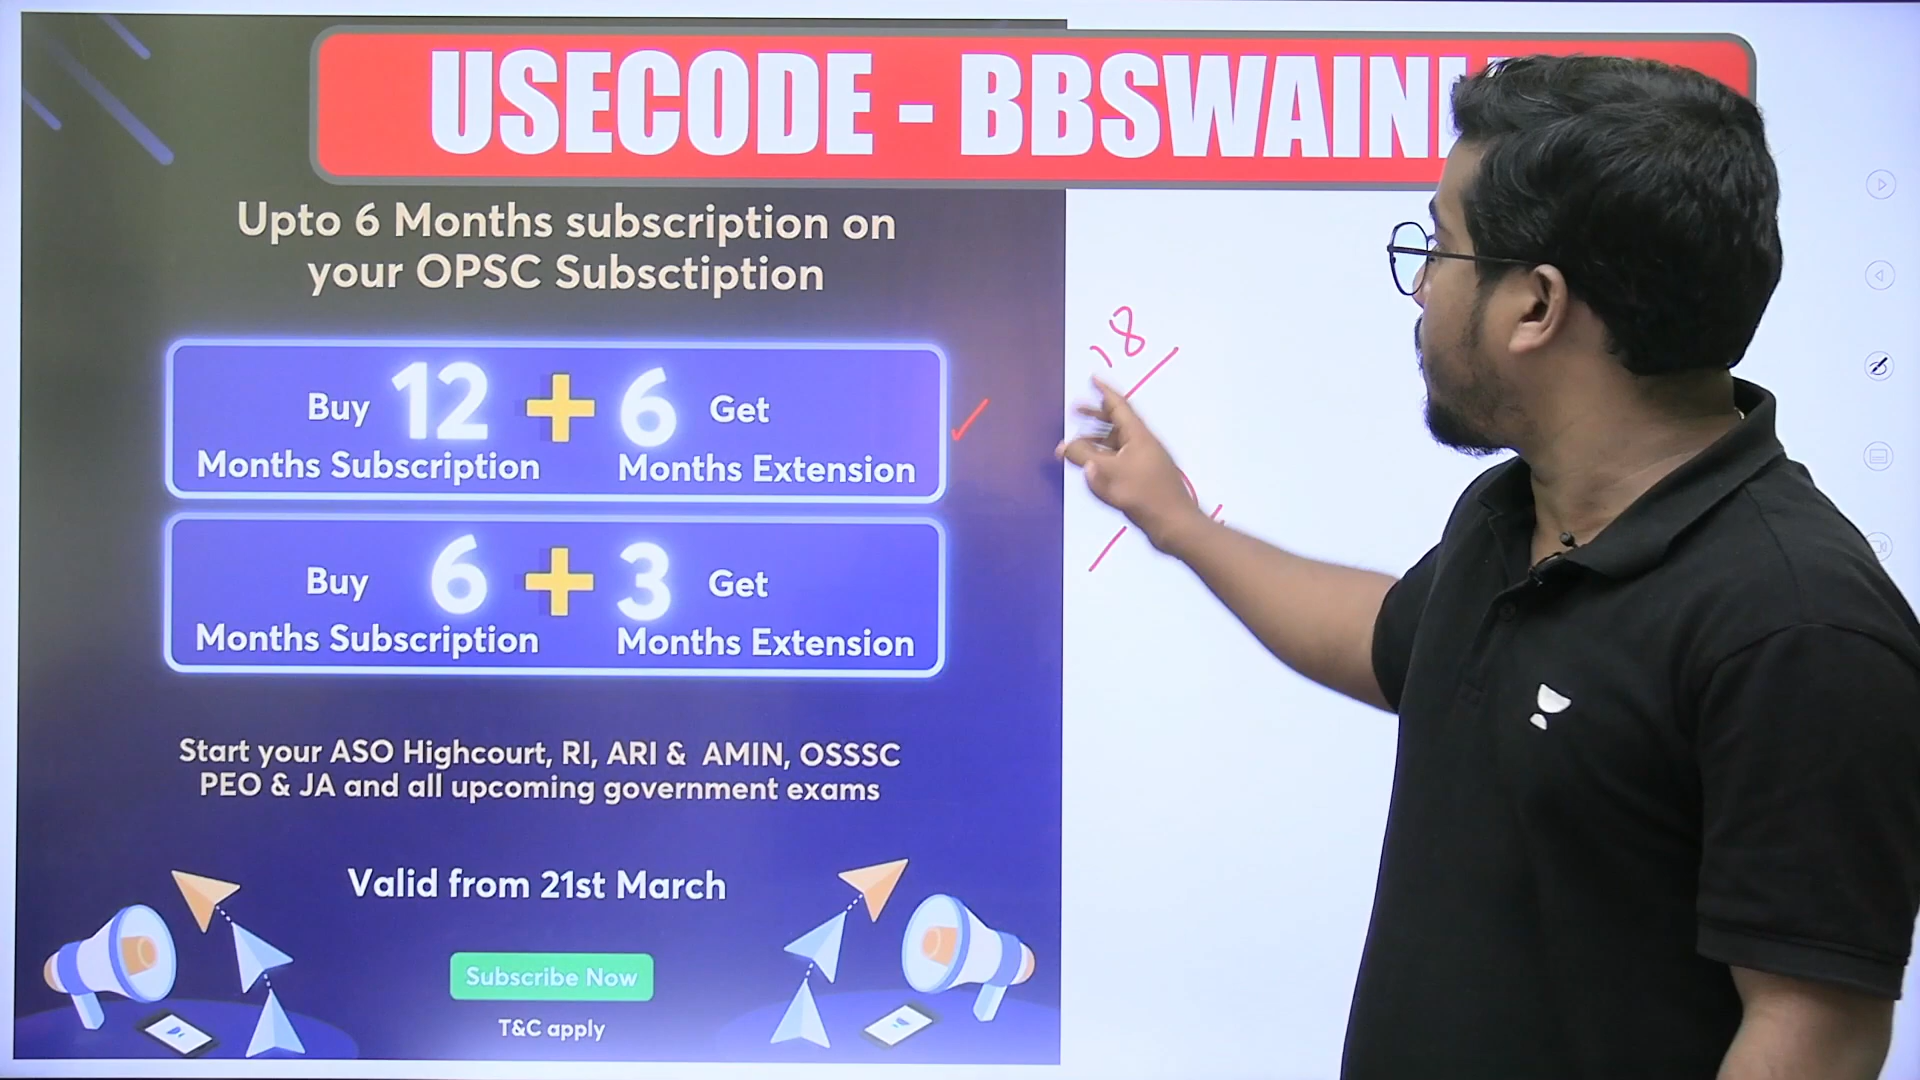 USECODE - BBSWAIN
Upto 6 Months subscription on
your OPSC Subsctiption
Buy 12 + 6 Get
Months Subscription Months Extension
18
Buy 6 + 3 Get
Months Subscription Months Extension
Start your ASO Highcourt, RI, ARI & AMIN, OSSSC
PEO & JA and all upcoming government exams
Valid from 21st March
Subscribe Now
T&C apply